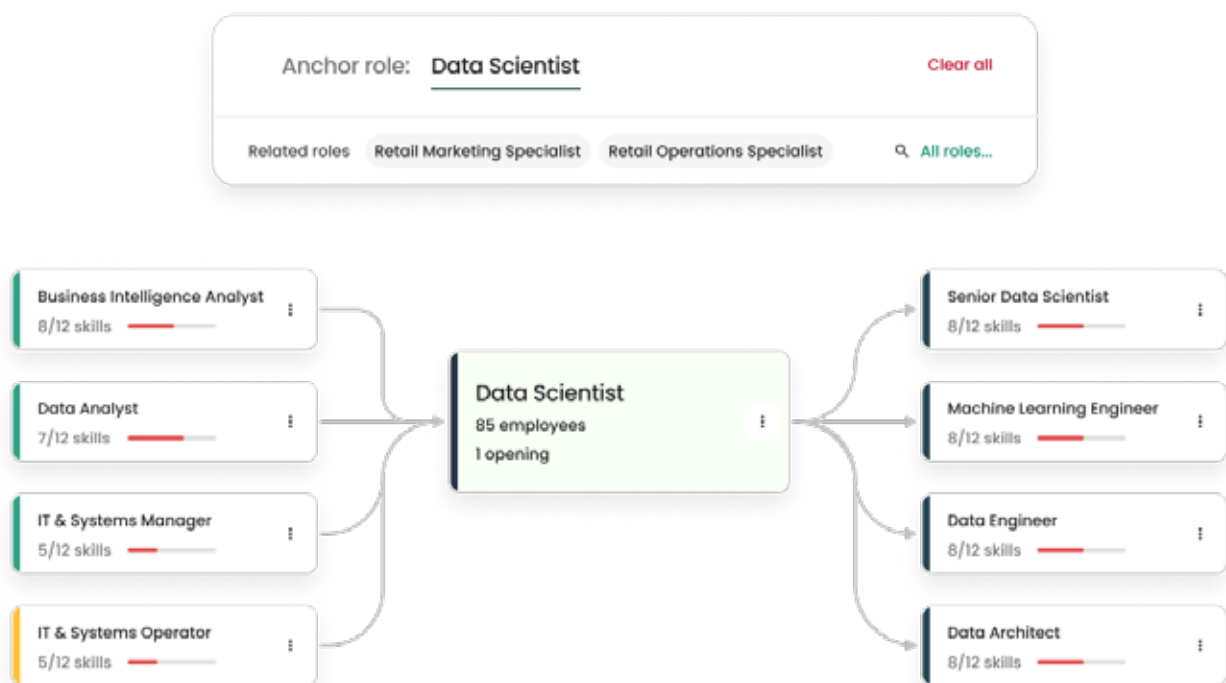 Anchor role: Data Scientist
Clear all
Related roles Retail Marketing Specialist Retail Operations Specialist All roles...
Business Intelligence Analyst
8/12 skills
Data Analyst
7/12 skills
IT & Systems Manager
5/12 skills
IT & Systems Operator
5/12 skills
Data Scientist
85 employees
1 opening
Senior Data Scientist
8/12 skills
Machine Learning Engineer
8/12 skills
Data Engineer
8/12 skills
Data Architect
8/12 skills